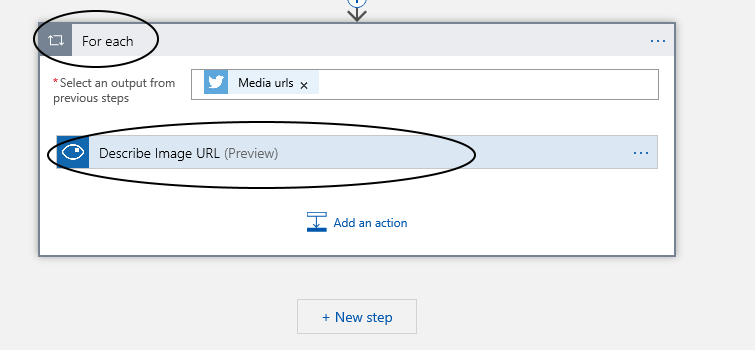 For each
...
*Select an output from
previous steps
Media urls x
Describe Image URL (Preview)
...
Add an action
+ New step